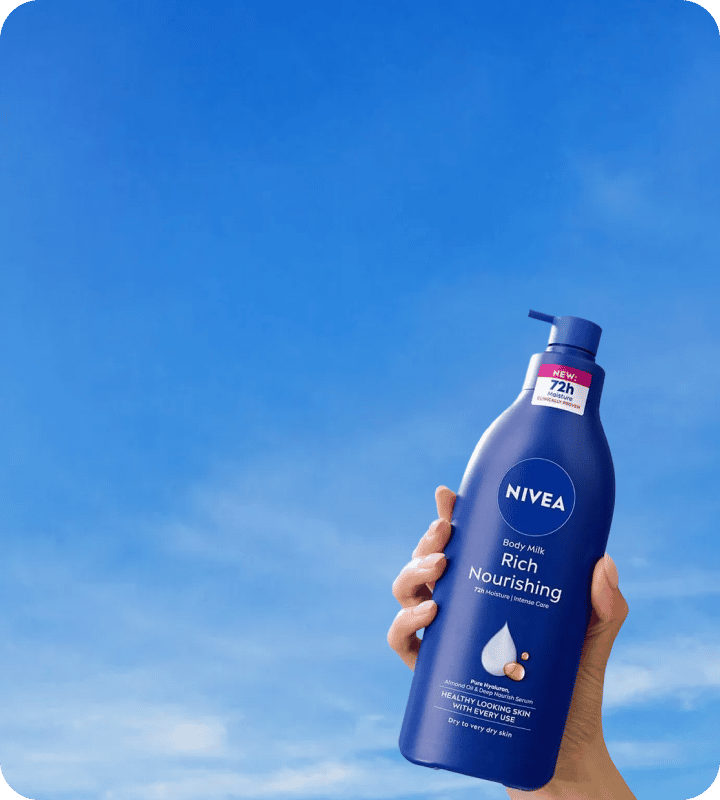 NEW:
72h
Moisture
CLINICALLY PROVEN
NIVEA
Body Milk
Rich
Nourishing
72h Moisture | Intense Care
Pure Hyaluron,
Almond Oil & Deep Nourish Serum
HEALTHY LOOKING SKIN
WITH EVERY USE
Dry to very dry skin